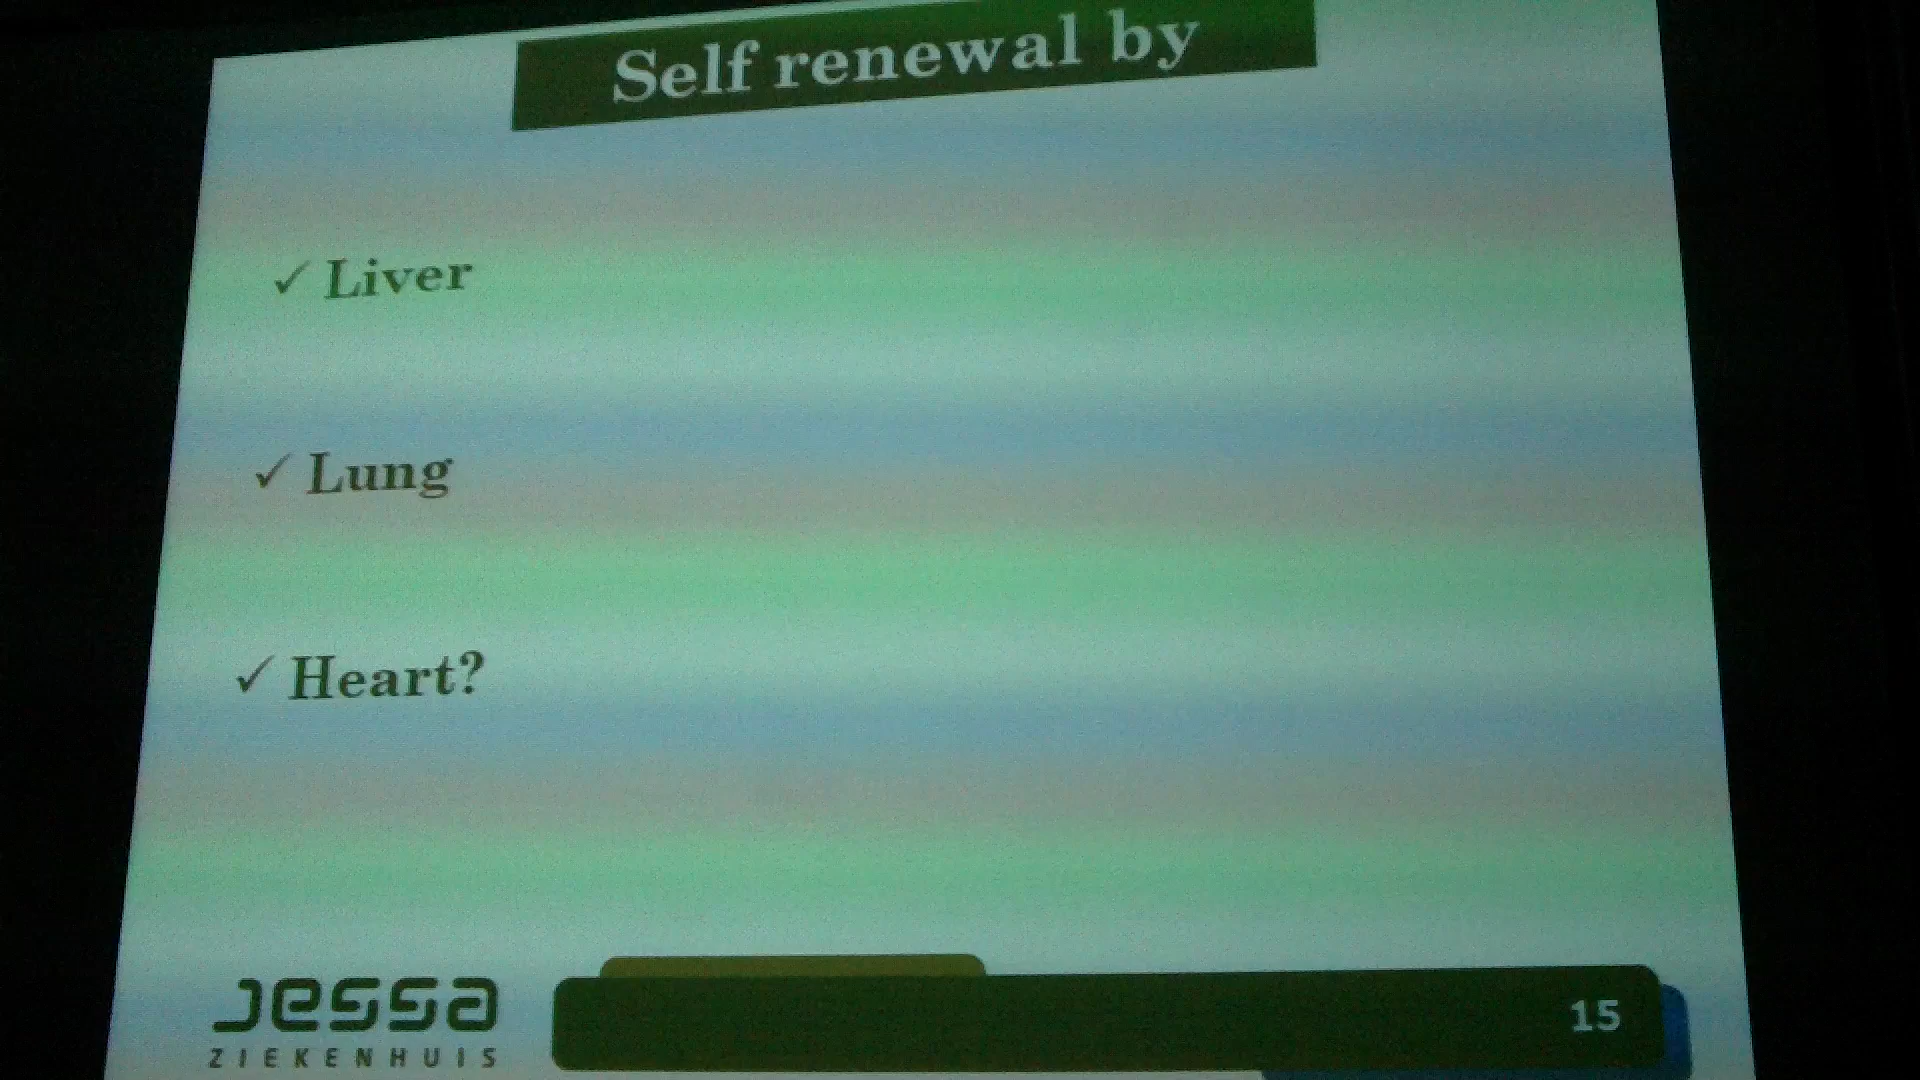 Self renewal by
✓ Liver
✓ Lung
✓ Heart?
Jessa
ZIEKENHUIS
15